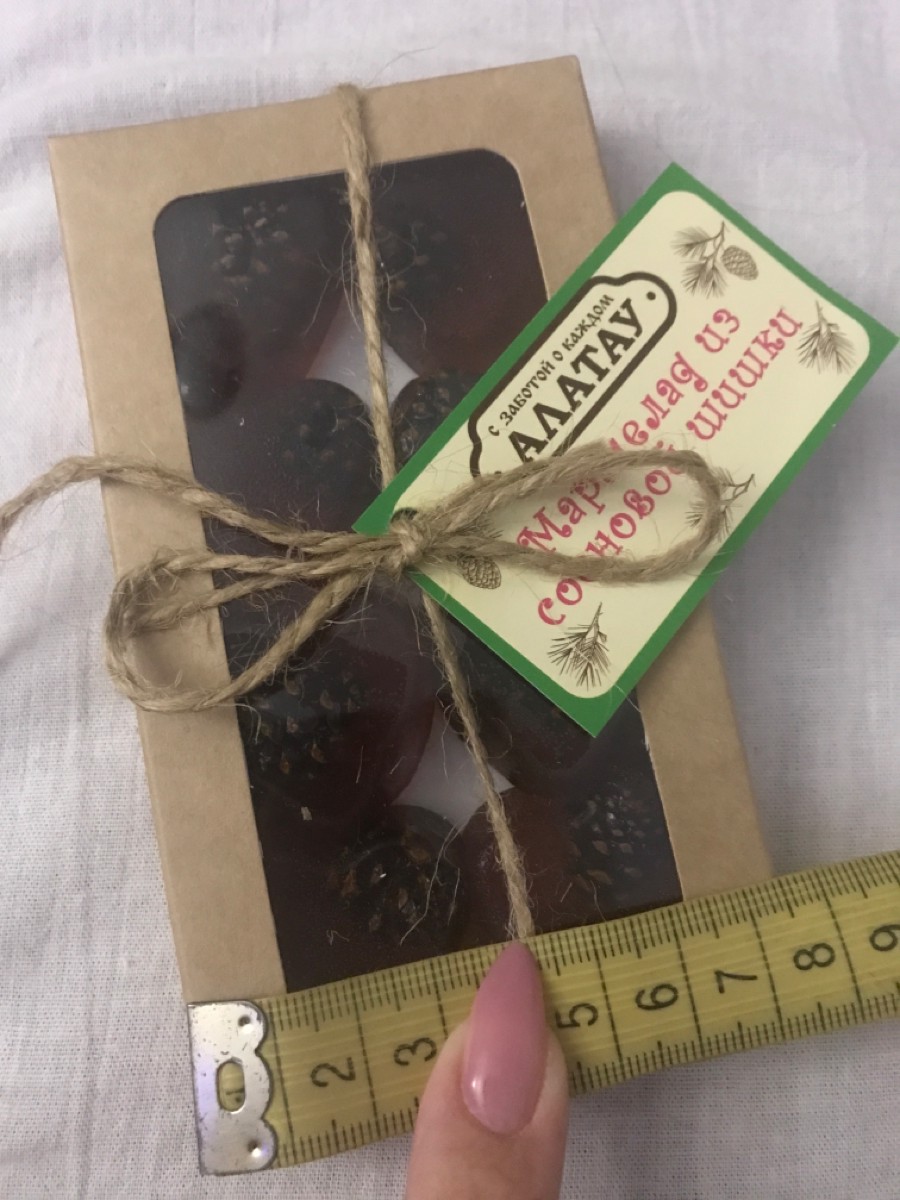 с заботой о каждом
АЛАТАУ
Мармелад из
сосновой шишки
2
3
5
6
7
8
9